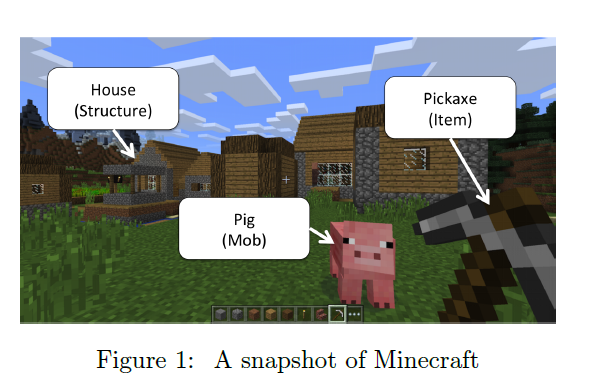 House
(Structure)
Pickaxe
(Item)
Pig
(Mob)
Figure 1: A snapshot of Minecraft